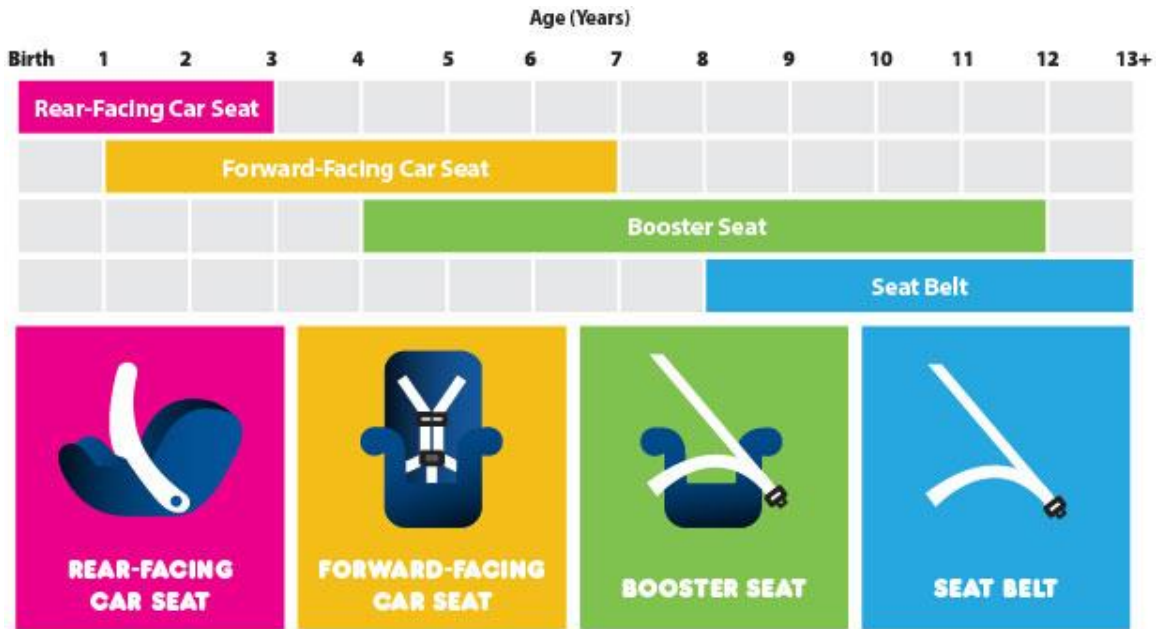 Age (Years)
Birth 1 2 3 4 5 6 7 8 9 10 11 12 13+
Rear-Facing Car Seat
Forward-Facing Car Seat
Booster Seat
Seat Belt
REAR-FACING
CAR SEAT
FORWARD-FACING
CAR SEAT
BOOSTER SEAT
SEAT BELT